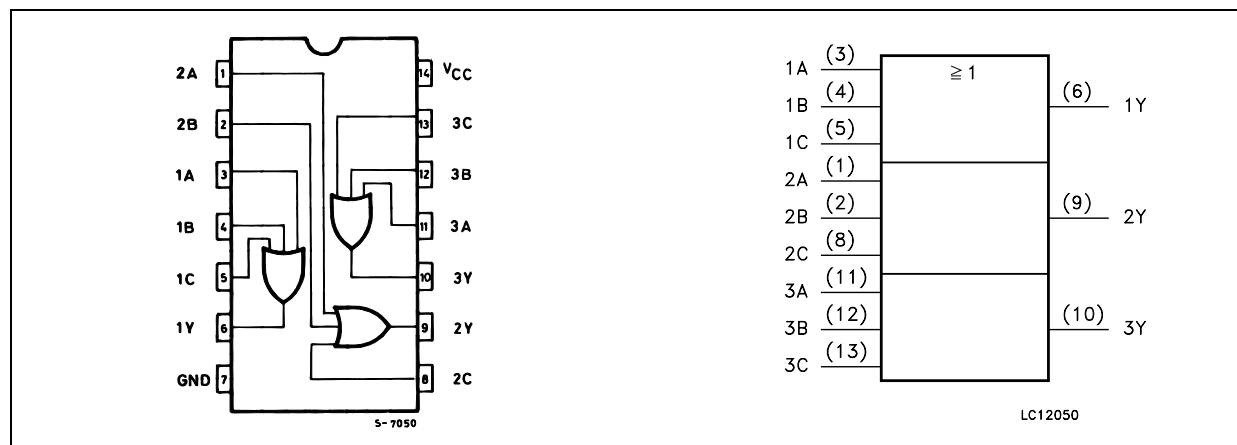 2A 1 14 VCC
2B 2 13 3C
1A 3 12 3B
1B 4 11 3A
1C 5 10 3Y
1Y 6 9 2Y
GND 7 8 2C
S-7050
≧1
1A (3)
1B (4)
1C (5)
2A (1)
2B (2)
2C (8)
3A (11)
3B (12)
3C (13)
(6) 1Y
(9) 2Y
(10) 3Y
LC12050